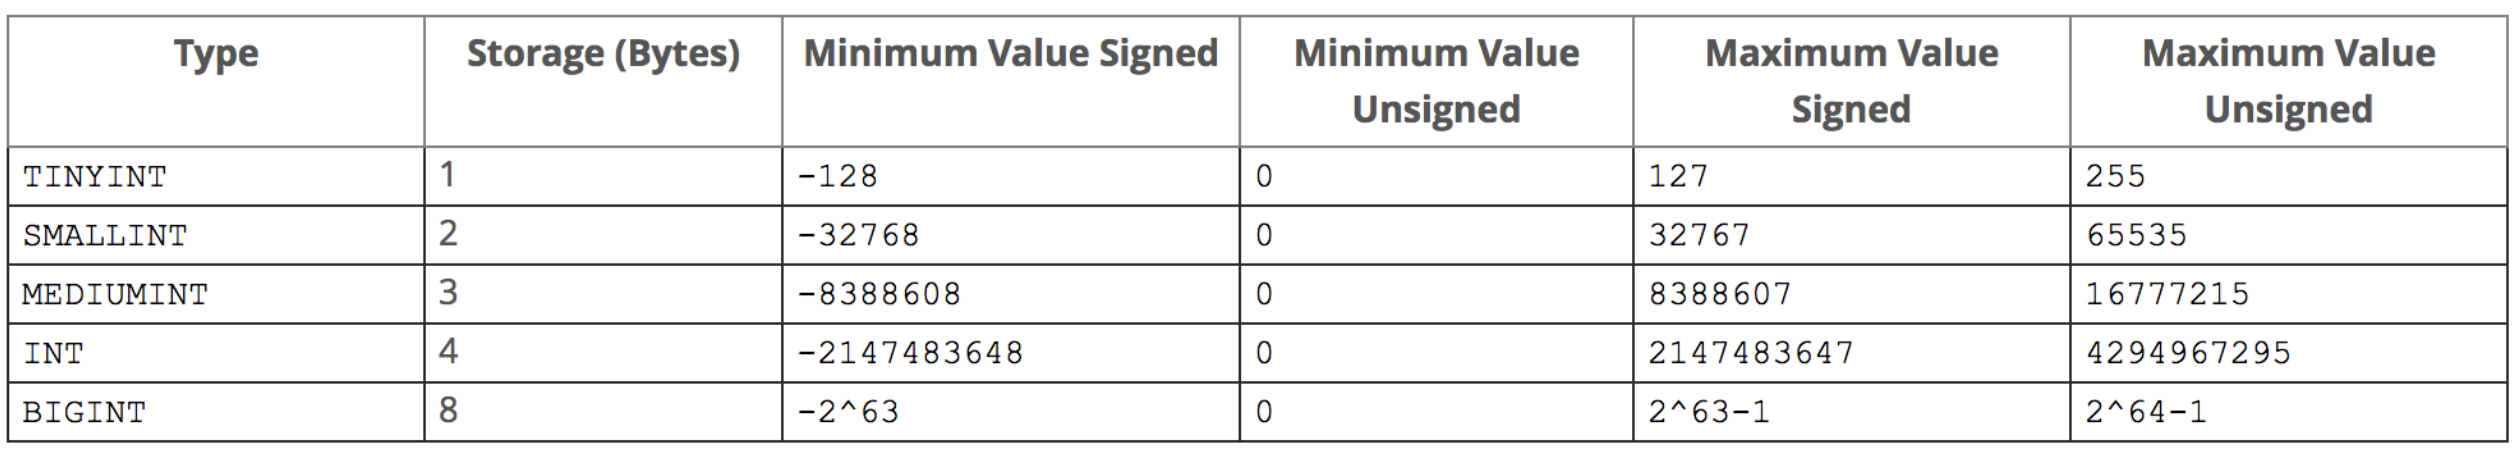 Type Storage (Bytes) Minimum Value Signed Minimum Value Unsigned Maximum Value Signed Maximum Value Unsigned
TINYINT 1 -128 0 127 255
SMALLINT 2 -32768 0 32767 65535
MEDIUMINT 3 -8388608 0 8388607 16777215
INT 4 -2147483648 0 2147483647 4294967295
BIGINT 8 -2^63 0 2^63-1 2^64-1